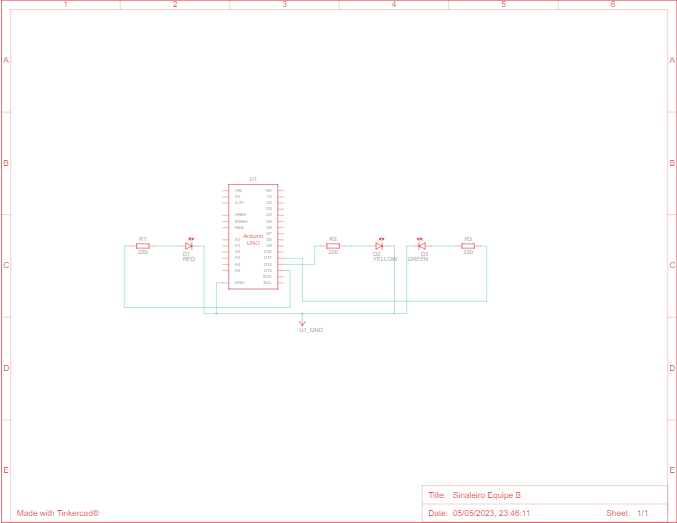 1 2 3 4 5 6
A A
B B
U1
VIN
5V
3.3V
AREF
IOREF
RES
A0
A1
A2
A3
A4
A5
GND
Arduino
UNO
RX
TX
D2
D3
D4
D5
D6
D7
D8
D9
D10
D11
D12
D13
SDA
SCL
R1
220
D1
RED
R2
220
D2
YELLOW
D3
GREEN
R3
220
C C
U1_GND
D D
E E
Title: Sinaleiro Equipe B
Made with Tinkercad® Date: 05/05/2023, 23:46:11 Sheet: 1/1